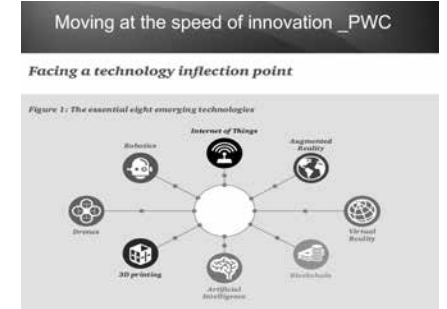 Moving at the speed of innovation _PWC
Facing a technology inflection point
Figure 1: The essential eight emerging technologies
Internet of Things
Robotics
Augmented
Reality
Drones
Virtual
Reality
3D printing
Blockchain
Artificial
Intelligence